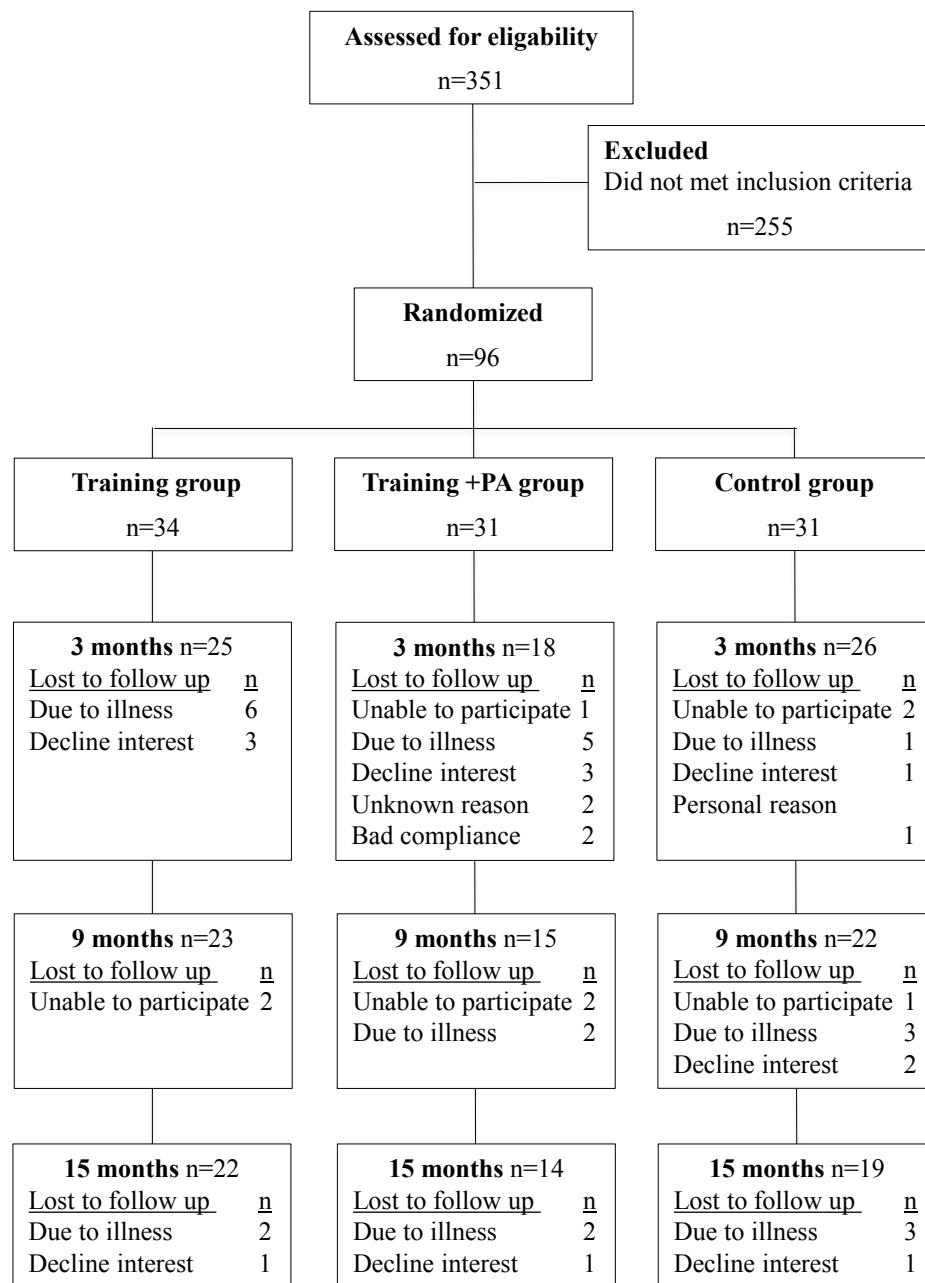 Assessed for eligability
n=351
Excluded
Did not met inclusion criteria
n=255
Randomized
n=96
Training group
n=34
Training +PA group
n=31
Control group
n=31
3 months n=25
Lost to follow up n
Due to illness 6
Decline interest 3
3 months n=18
Lost to follow up n
Unable to participate 1
Due to illness 5
Decline interest 3
Unknown reason 2
Bad compliance 2
3 months n=26
Lost to follow up n
Unable to participate 2
Due to illness 1
Decline interest 1
Personal reason
1
9 months n=23
Lost to follow up n
Unable to participate 2
9 months n=15
Lost to follow up n
Unable to participate 2
Due to illness 2
9 months n=22
Lost to follow up n
Unable to participate 1
Due to illness 3
Decline interest 2
15 months n=22
Lost to follow up n
Due to illness 2
Decline interest 1
15 months n=14
Lost to follow up n
Due to illness 2
Decline interest 1
15 months n=19
Lost to follow up n
Due to illness 3
Decline interest 1